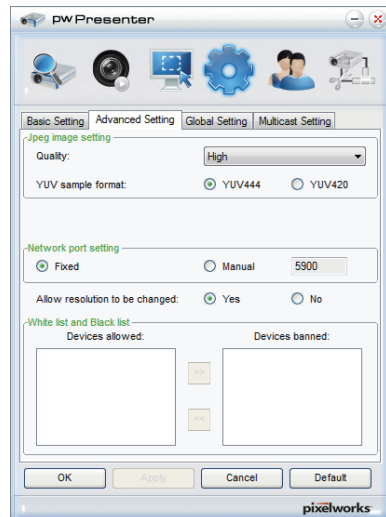 pwPresenter
Basic Setting Advanced Setting Global Setting Multicast Setting
Jpeg image setting
Quality: High
YUV sample format: YUV444 YUV420
Network port setting
Fixed Manual 5900
Allow resolution to be changed: Yes No
White list and Black list
Devices allowed: Devices banned:
>>
<<
OK Apply Cancel Default
pixelworks